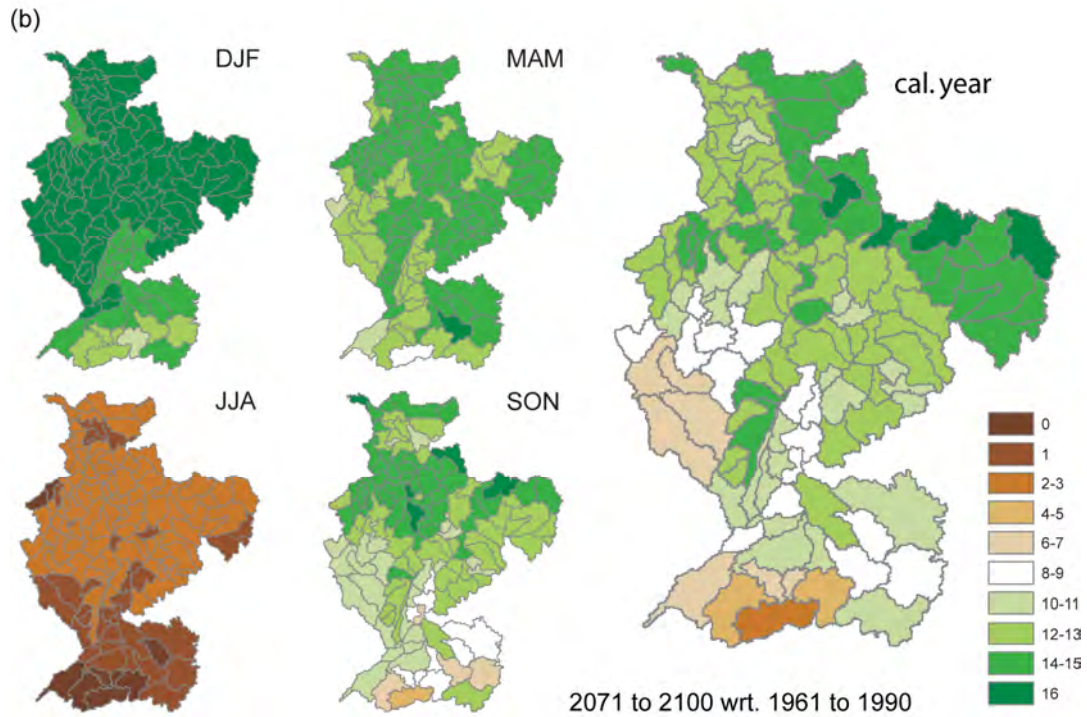 (b)
DJF
MAM
cal. year
JJA
SON
0
1
2-3
4-5
6-7
8-9
10-11
12-13
14-15
16
2071 to 2100 wrt. 1961 to 1990